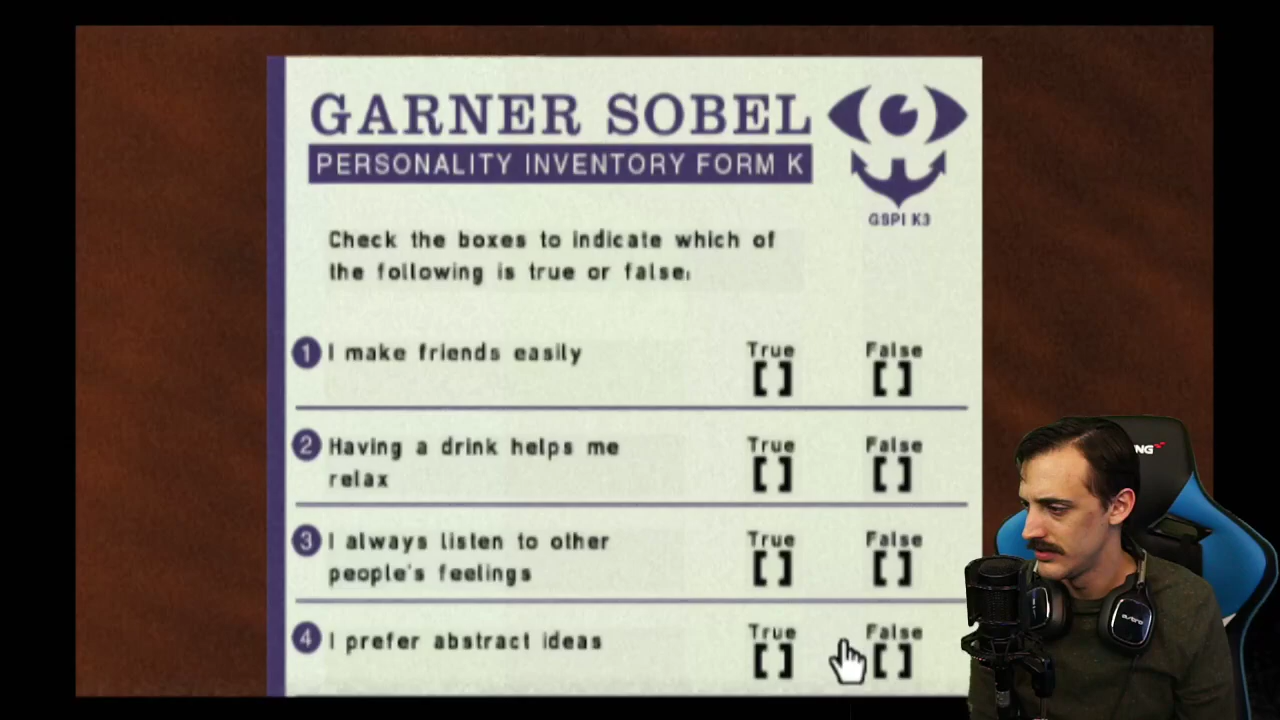 GARNER SOBEL
PERSONALITY INVENTORY FORM K
GSPI K3
Check the boxes to indicate which of
the following is true or false:
1 I make friends easily True False
[ ] [ ]
2 Having a drink helps me True False
relax [ ] [ ]
3 I always listen to other True False
people's feelings [ ] [ ]
4 I prefer abstract ideas True False
[ ] [ ]
NG
ASTRO